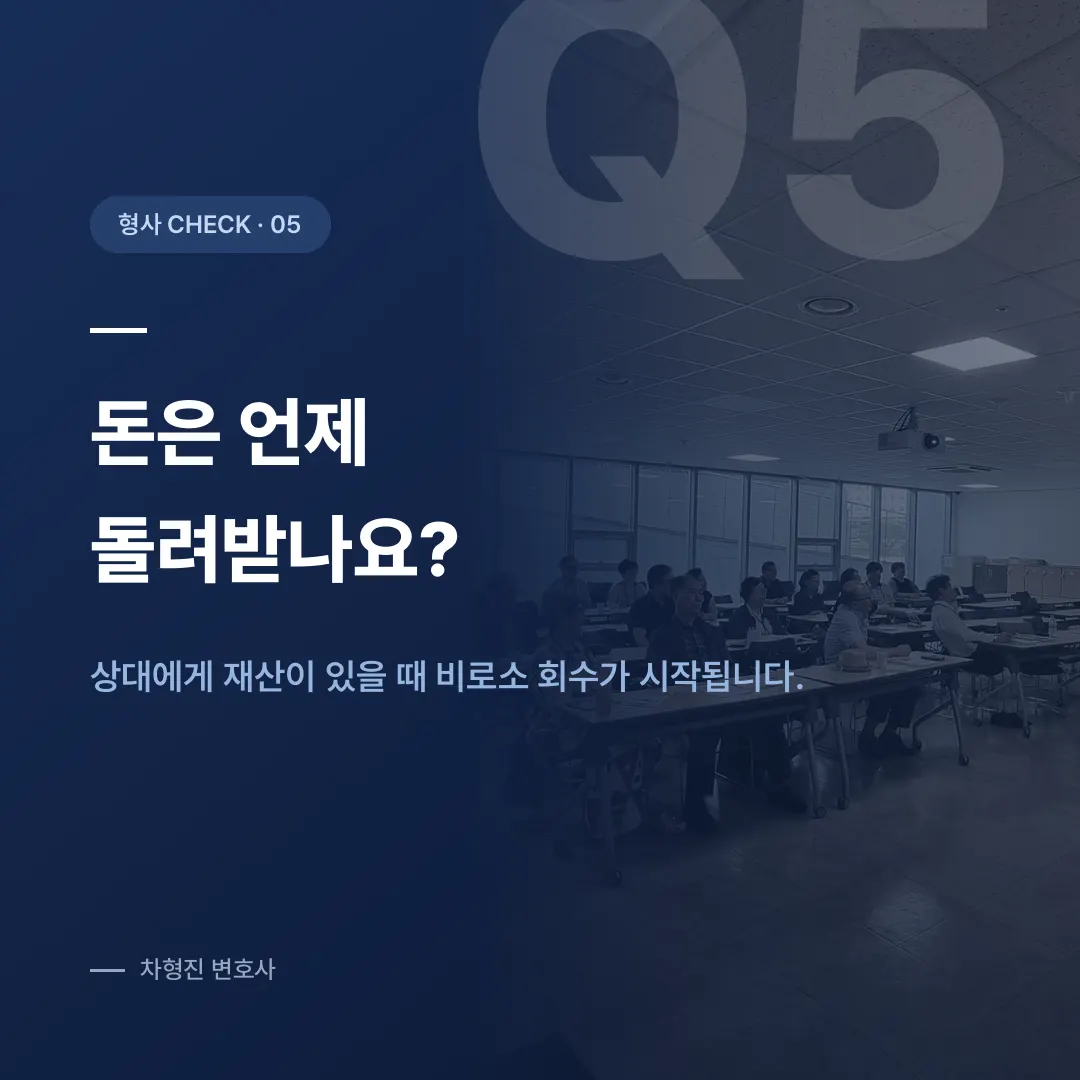 Q5
형사 CHECK · 05
돈은 언제
돌려받나요?
상대에게 재산이 있을 때 비로소 회수가 시작됩니다.
차형진 변호사